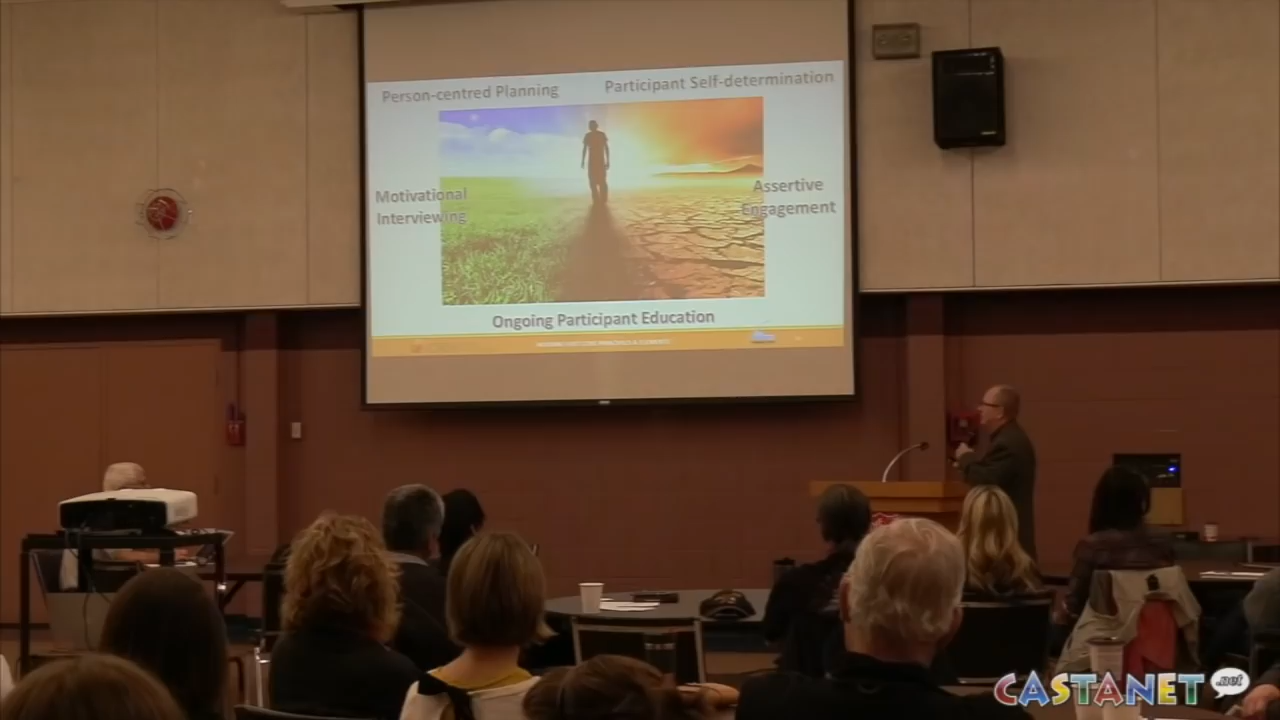 Person-centred Planning
Participant Self-determination
Motivational
Interviewing
Assertive
Engagement
Ongoing Participant Education
CASTANET.net